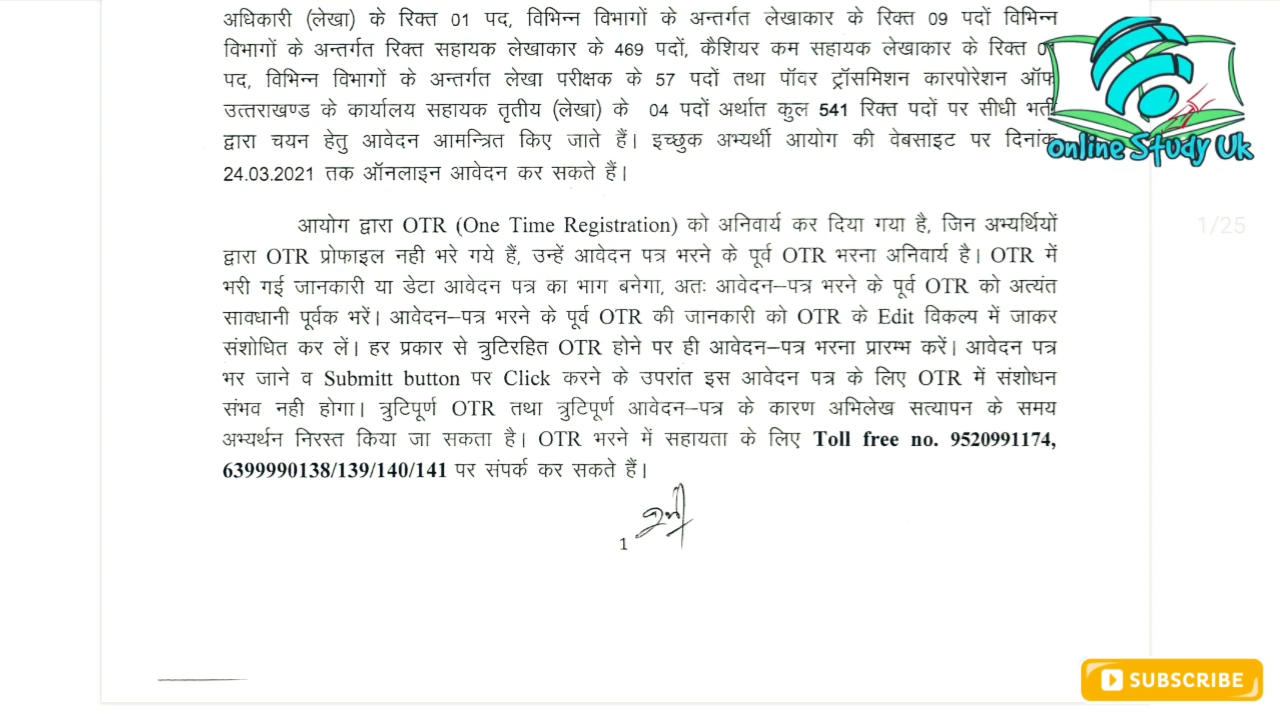 अधिकारी (लेखा) के रिक्त 01 पद, विभिन्न विभागों के अन्तर्गत लेखाकार के रिक्त 09 पदों विभिन्न
विभागों के अन्तर्गत रिक्त सहायक लेखाकार के 469 पदों, कैशियर कम सहायक लेखाकार के रिक्त
पद, विभिन्न विभागों के अन्तर्गत लेखा परीक्षक के 57 पदों तथा पॉवर ट्रॉसमिशन कारपोरेशन ऑफ
उत्तराखण्ड के कार्यालय सहायक तृतीय (लेखा) के 04 पदों अर्थात कुल 541 रिक्त पदों पर सीधी भर्ती
द्वारा चयन हेतु आवेदन आमन्त्रित किए जाते हैं। इच्छुक अभ्यर्थी आयोग की वेबसाइट पर दिनांक
24.03.2021 तक ऑनलाइन आवेदन कर सकते हैं।
आयोग द्वारा OTR (One Time Registration) को अनिवार्य कर दिया गया है, जिन अभ्यर्थियों
द्वारा OTR प्रोफाइल नही भरे गये हैं, उन्हें आवेदन पत्र भरने के पूर्व OTR भरना अनिवार्य है। OTR में
भरी गई जानकारी या डेटा आवेदन पत्र का भाग बनेगा, अतः आवेदन–पत्र भरने के पूर्व OTR को अत्यंत
सावधानी पूर्वक भरें। आवेदन–पत्र भरने के पूर्व OTR की जानकारी को OTR के Edit विकल्प में जाकर
संशोधित कर लें। हर प्रकार से त्रुटिरहित OTR होने पर ही आवेदन–पत्र भरना प्रारम्भ करें। आवेदन पत्र
भर जाने व Submitt button पर Click करने के उपरांत इस आवेदन पत्र के लिए OTR में संशोधन
संभव नही होगा। त्रुटिपूर्ण OTR तथा त्रुटिपूर्ण आवेदन–पत्र के कारण अभिलेख सत्यापन के समय
अभ्यर्थन निरस्त किया जा सकता है। OTR भरने में सहायता के लिए Toll free no. 9520991174,
6399990138/139/140/141 पर संपर्क कर सकते हैं।
1
online Study Uk
1/25
SUBSCRIBE